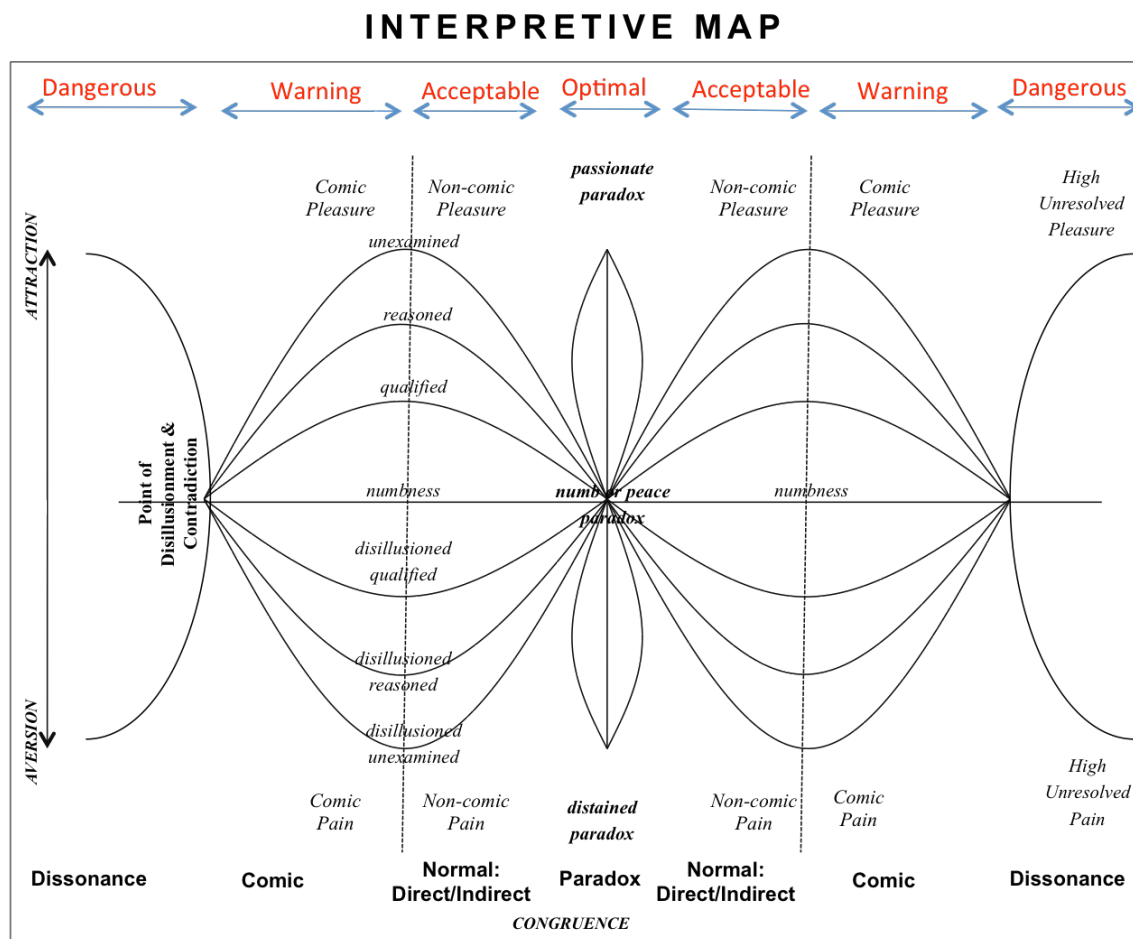 INTERPRETIVE MAP
Dangerous Warning Acceptable Optimal Acceptable Warning Dangerous
Comic Pleasure
Non-comic Pleasure
passionate paradox
Non-comic Pleasure
Comic Pleasure
High Unresolved Pleasure
ATTRACTION
unexamined
reasoned
qualified
Point of
Disillusionment &
Contradiction
numbness
numb or peace
paradox
numbness
disillusioned
qualified
disillusioned
reasoned
disillusioned
unexamined
AVERSION
Comic Pain
Non-comic Pain
distained paradox
Non-comic Pain
Comic Pain
High Unresolved Pain
Dissonance
Comic
Normal:
Direct/Indirect
Paradox
Normal:
Direct/Indirect
Comic
Dissonance
CONGRUENCE